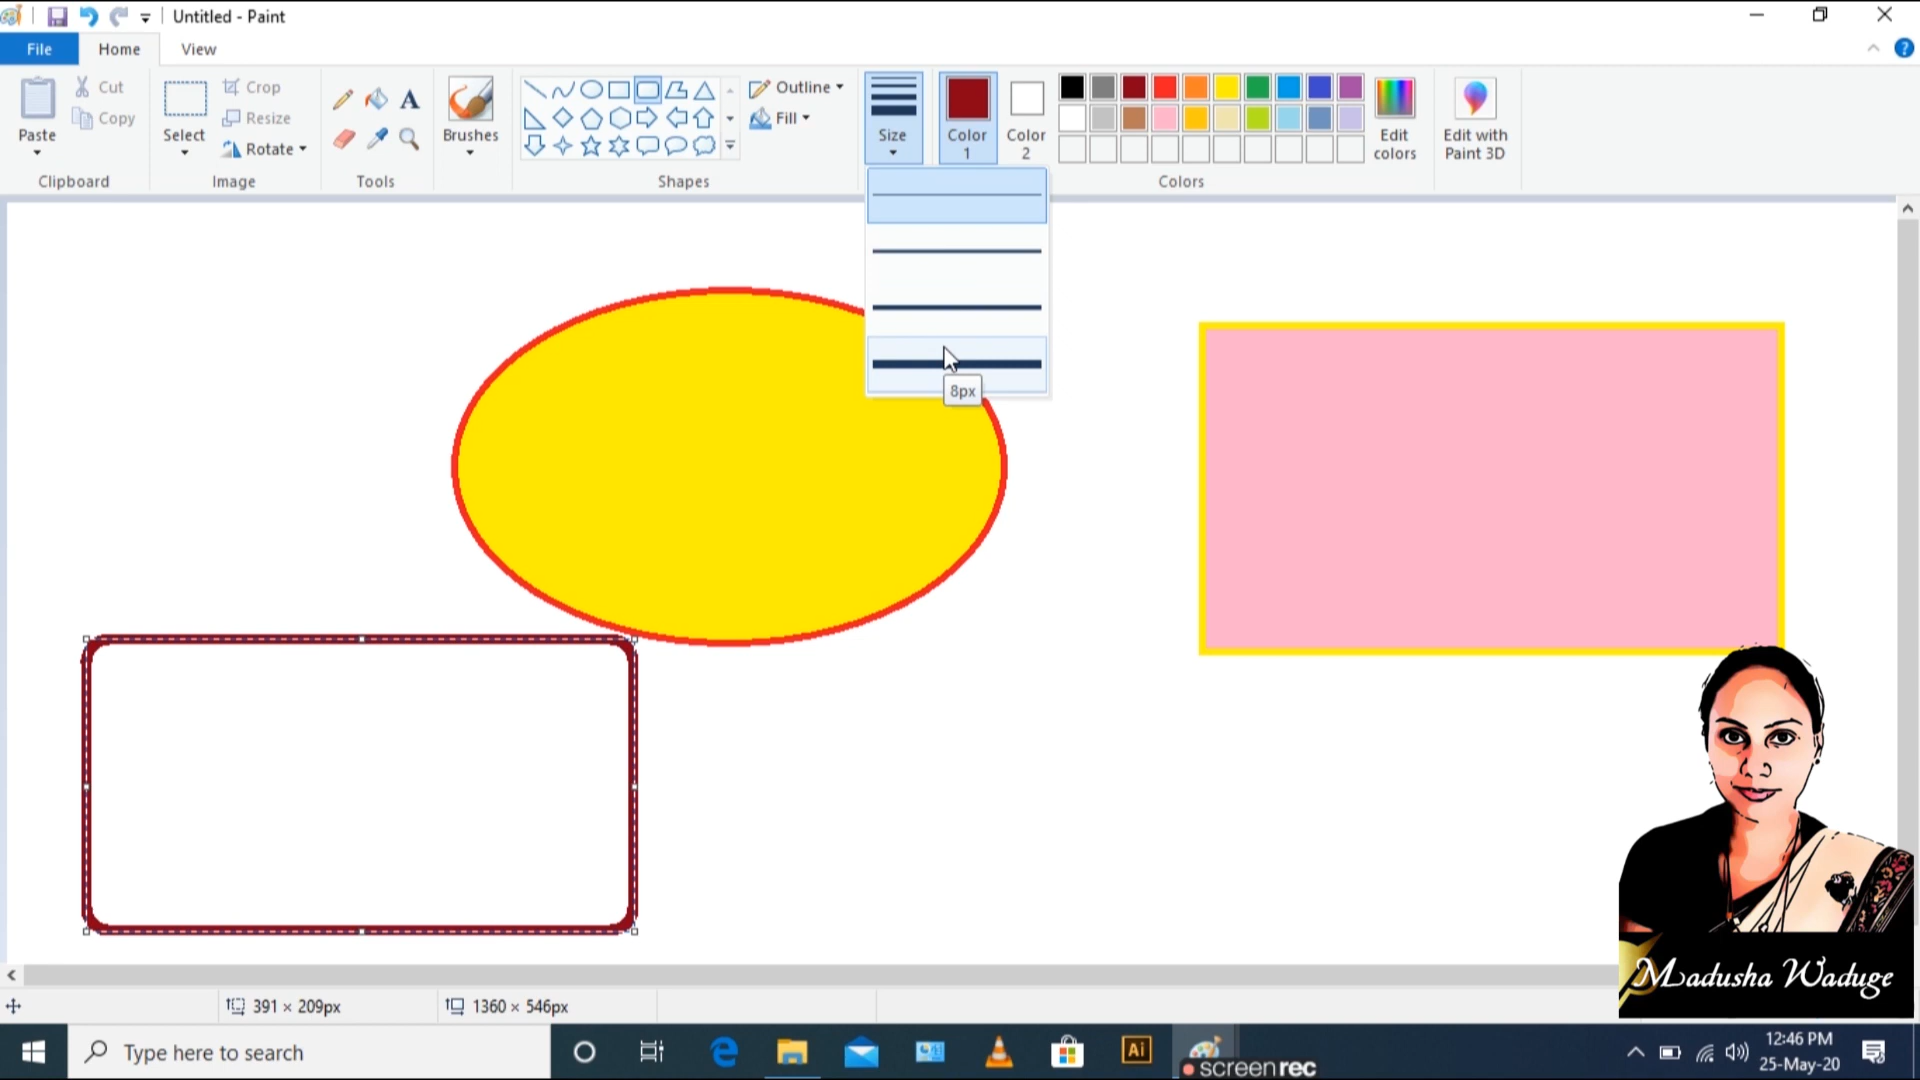 Untitled - Paint
File Home View
Paste
Cut
Copy
Clipboard
Select
Crop
Resize
Rotate
Image
A
Tools
Brushes
Shapes
Outline
Fill
Size
Color 1
Color 2
Edit colors
Colors
Edit with Paint 3D
8px
Madusha Waduge
391 × 209px
1360 × 546px
Type here to search
Ai
screenrec
12:46 PM
25-May-20